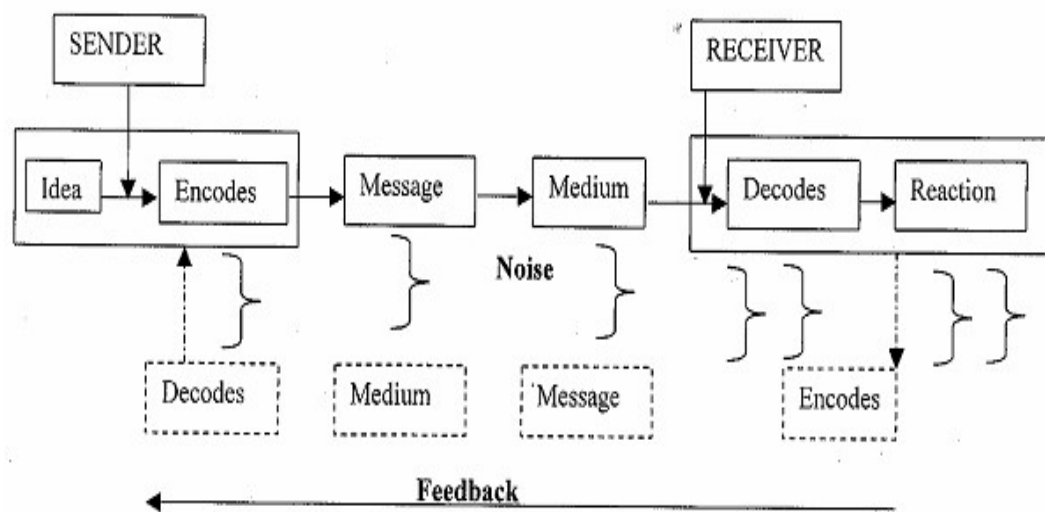 SENDER
RECEIVER
Idea
Encodes
Message
Medium
Decodes
Reaction
Noise
Decodes
Medium
Message
Encodes
Feedback